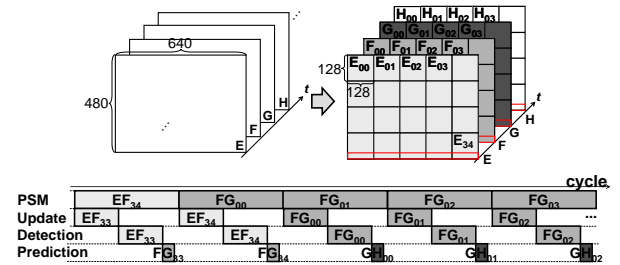 640
480
E
F
G
H
t
H00 H01 H02 H03
G00 G01 G02 G03
F00 F01 F02 F03
E00 E01 E02 E03
128
128
E34
E
F
G
H
t
cycle
PSM EF34 FG00 FG01 FG02 FG03
Update EF33 EF34 FG00 FG01 FG02 ...
Detection EF33 EF34 FG00 FG01 FG02
Prediction FG33 FG34 GH00 GH01 GH02